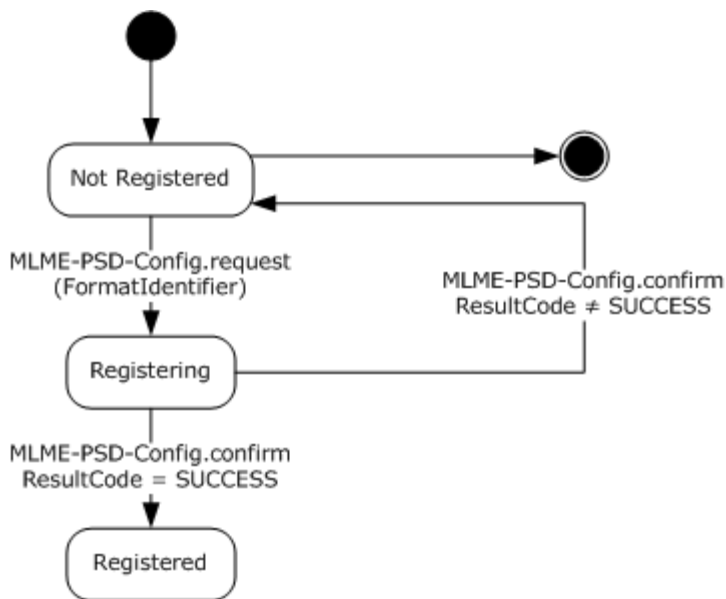 Not Registered
MLME-PSD-Config.request
(FormatIdentifier)
MLME-PSD-Config.confirm
ResultCode ≠ SUCCESS
Registering
MLME-PSD-Config.confirm
ResultCode = SUCCESS
Registered